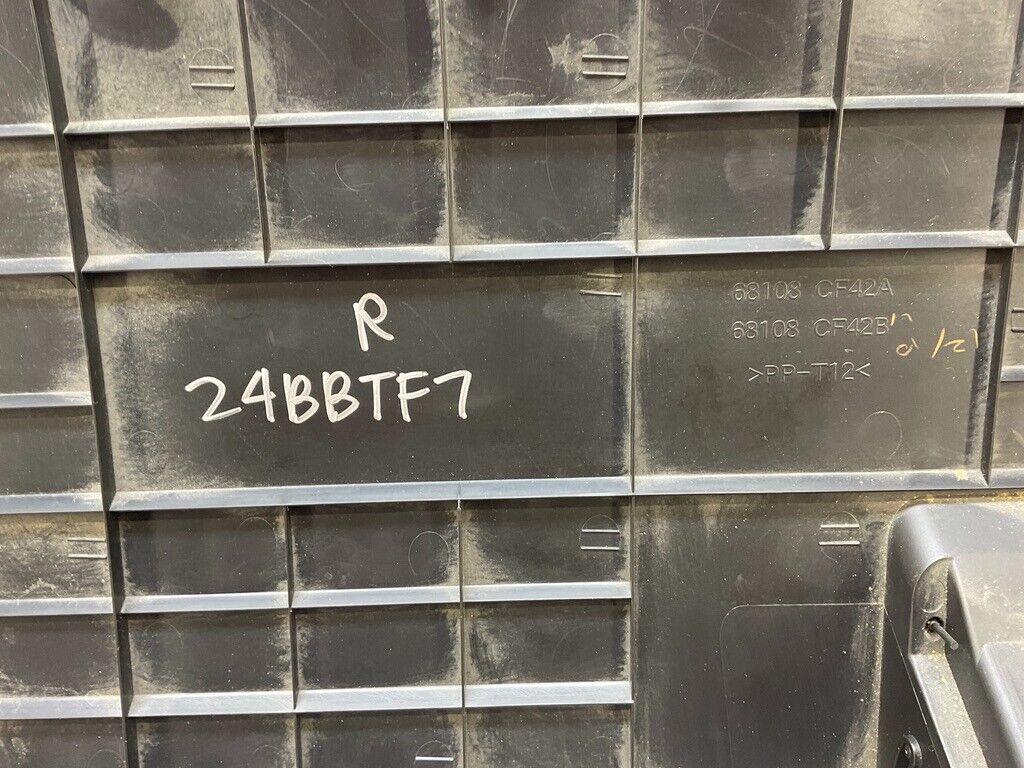 R
24BBTF7
68108 CF42A
68108 CF42B
>PP-T12<